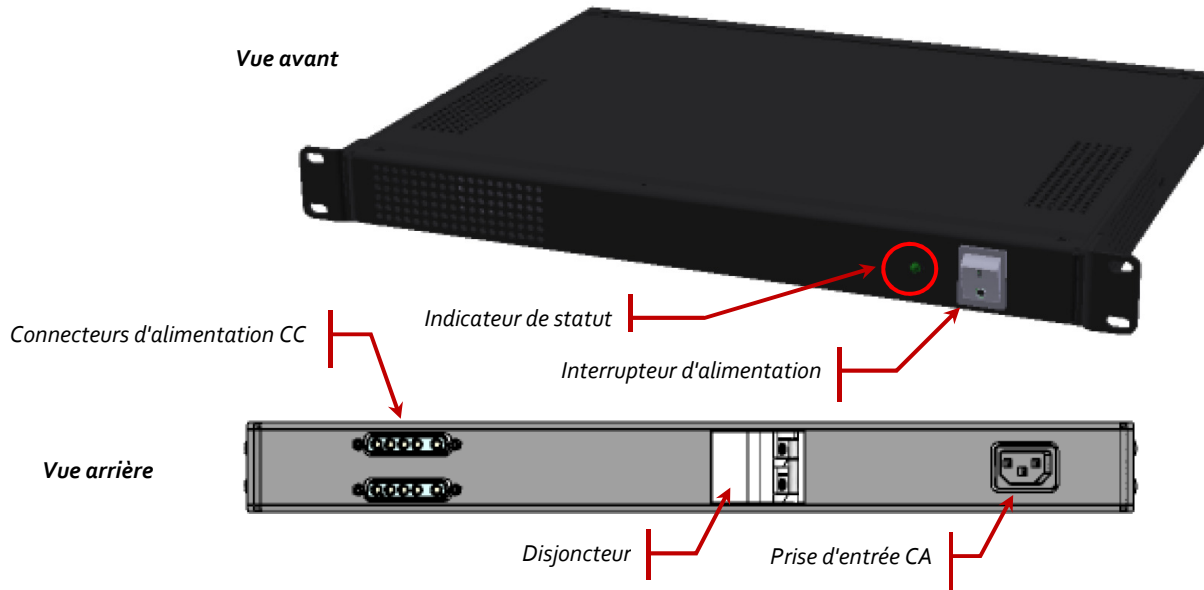 Vue avant
Indicateur de statut
Connecteurs d'alimentation CC
Interrupteur d'alimentation
Vue arrière
Disjoncteur
Prise d'entrée CA